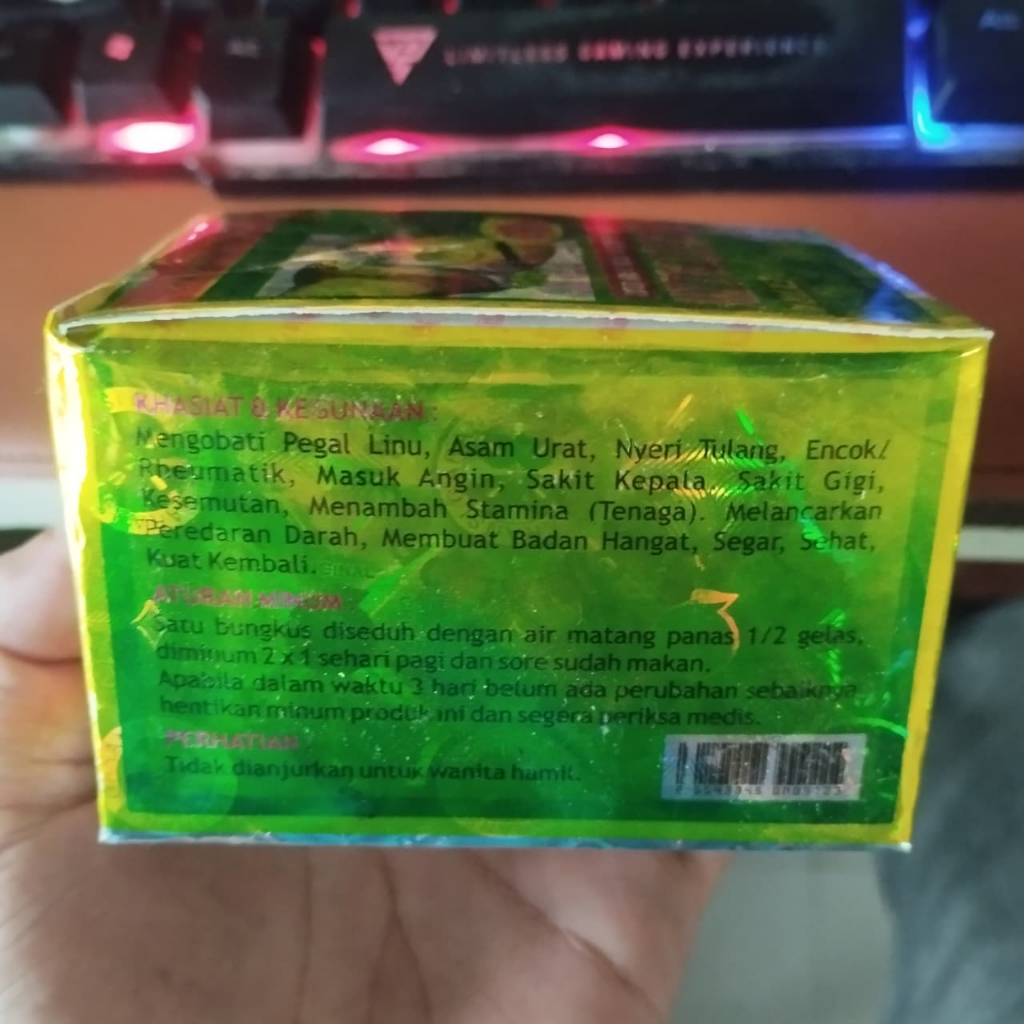 LIMITLESS GAMING EXPERIENCE
KHASIAT & KEGUNAAN :
Mengobati Pegal Linu, Asam Urat, Nyeri Tulang, Encok/
Rheumatik, Masuk Angin, Sakit Kepala, Sakit Gigi,
Kesemutan, Menambah Stamina (Tenaga). Melancarkan
Peredaran Darah, Membuat Badan Hangat, Segar, Sehat,
Kuat Kembali.
ATURAN MINUM
Satu bungkus diseduh dengan air matang panas 1/2 gelas,
diminum 2 x 1 sehari pagi dan sore sudah makan.
Apabila dalam waktu 3 hari belum ada perubahan sebaiknya
hentikan minum produk ini dan segera periksa medis.
PERHATIAN
Tidak dianjurkan untuk wanita hamil.